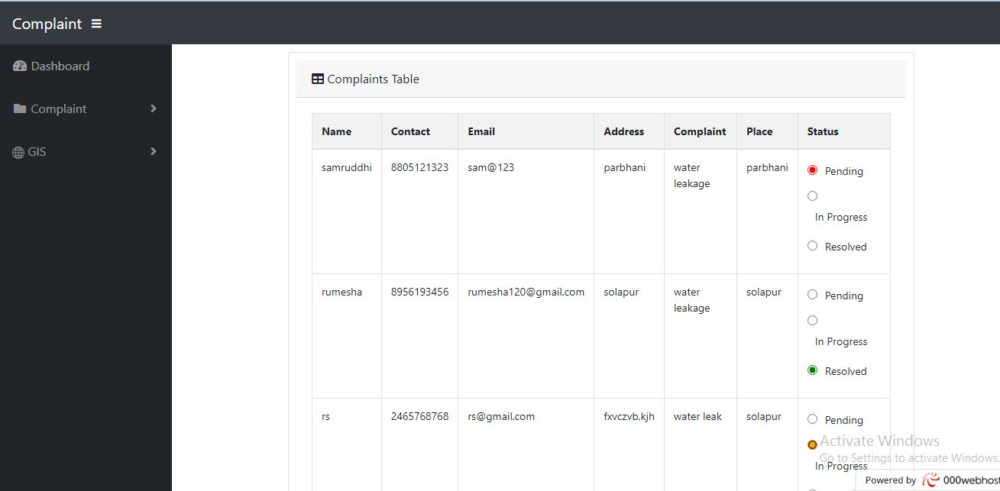 Complaint
Dashboard
Complaint
GIS
Complaints Table
Name Contact Email Address Complaint Place Status
samruddhi 8805121323 sam@123 parbhani water parbhani Pending
leakage
In Progress
Resolved
rumesha 8956193456 rumesha120@gmail.com solapur water solapur Pending
leakage
In Progress
Resolved
rs 2465768768 rs@gmail.com fxvczvb,kjh water leak solapur Pending
Activate Windows
Go to Settings to activate Windows.
In Progress
Powered by 000webhost